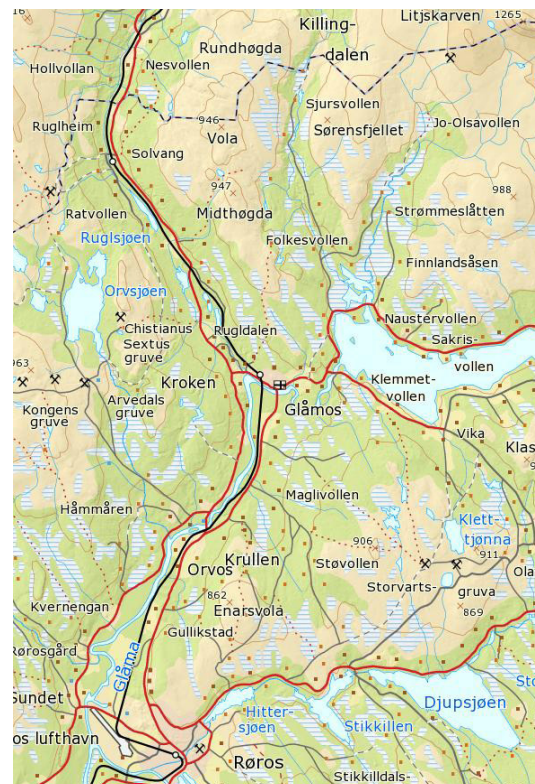 16
Killing-
dalen
Litjskarven
1265
Rundhøgda
Nesvollen
Hollvollan
Sjursvollen
Ruglheim
946
Vola
Sørensfjellet
Jo-Olsavollen
Solvang
947
988
Ratvollen
Midthøgda
Strømmeslåtten
Ruglsjøen
Folkesvollen
Finnlandsåsen
Orvsjøen
Naustervollen
Chistianus
Sextus
gruve
Rugldalen
Sakris-
vollen
963
Kroken
Klemmet-
vollen
Kongens
gruve
Arvedals
gruve
Glåmos
Vika
Klas
Maglivollen
Håmmåren
Klett-
tjønna
906
911
Orvos
Krullen
Støvollen
Storvarts-
gruva
Ola
862
869
Kvernengan
Enarsvola
Gullikstad
Rørosgård
Glåma
Sundet
Hitter-
sjøen
Stikkillen
Djupsjøen
Sto
os lufthavn
Røros
Stikkilldals-